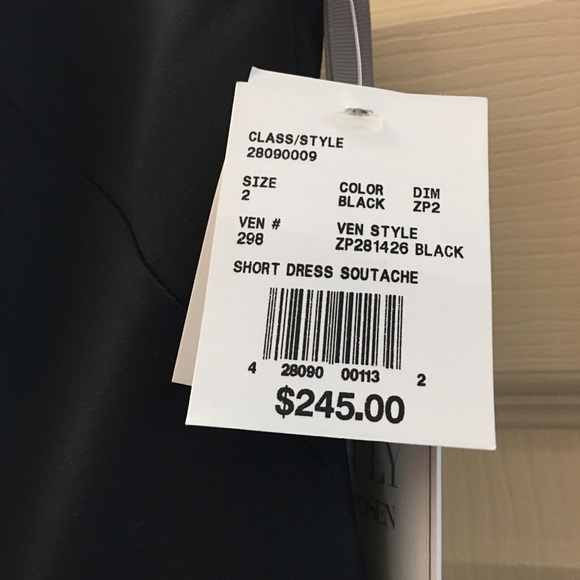 CLASS/STYLE
28090009
SIZE COLOR DIM
2 BLACK ZP2
VEN # VEN STYLE
298 ZP281426 BLACK
SHORT DRESS SOUTACHE
4 28090 00113 2
$245.00
LY